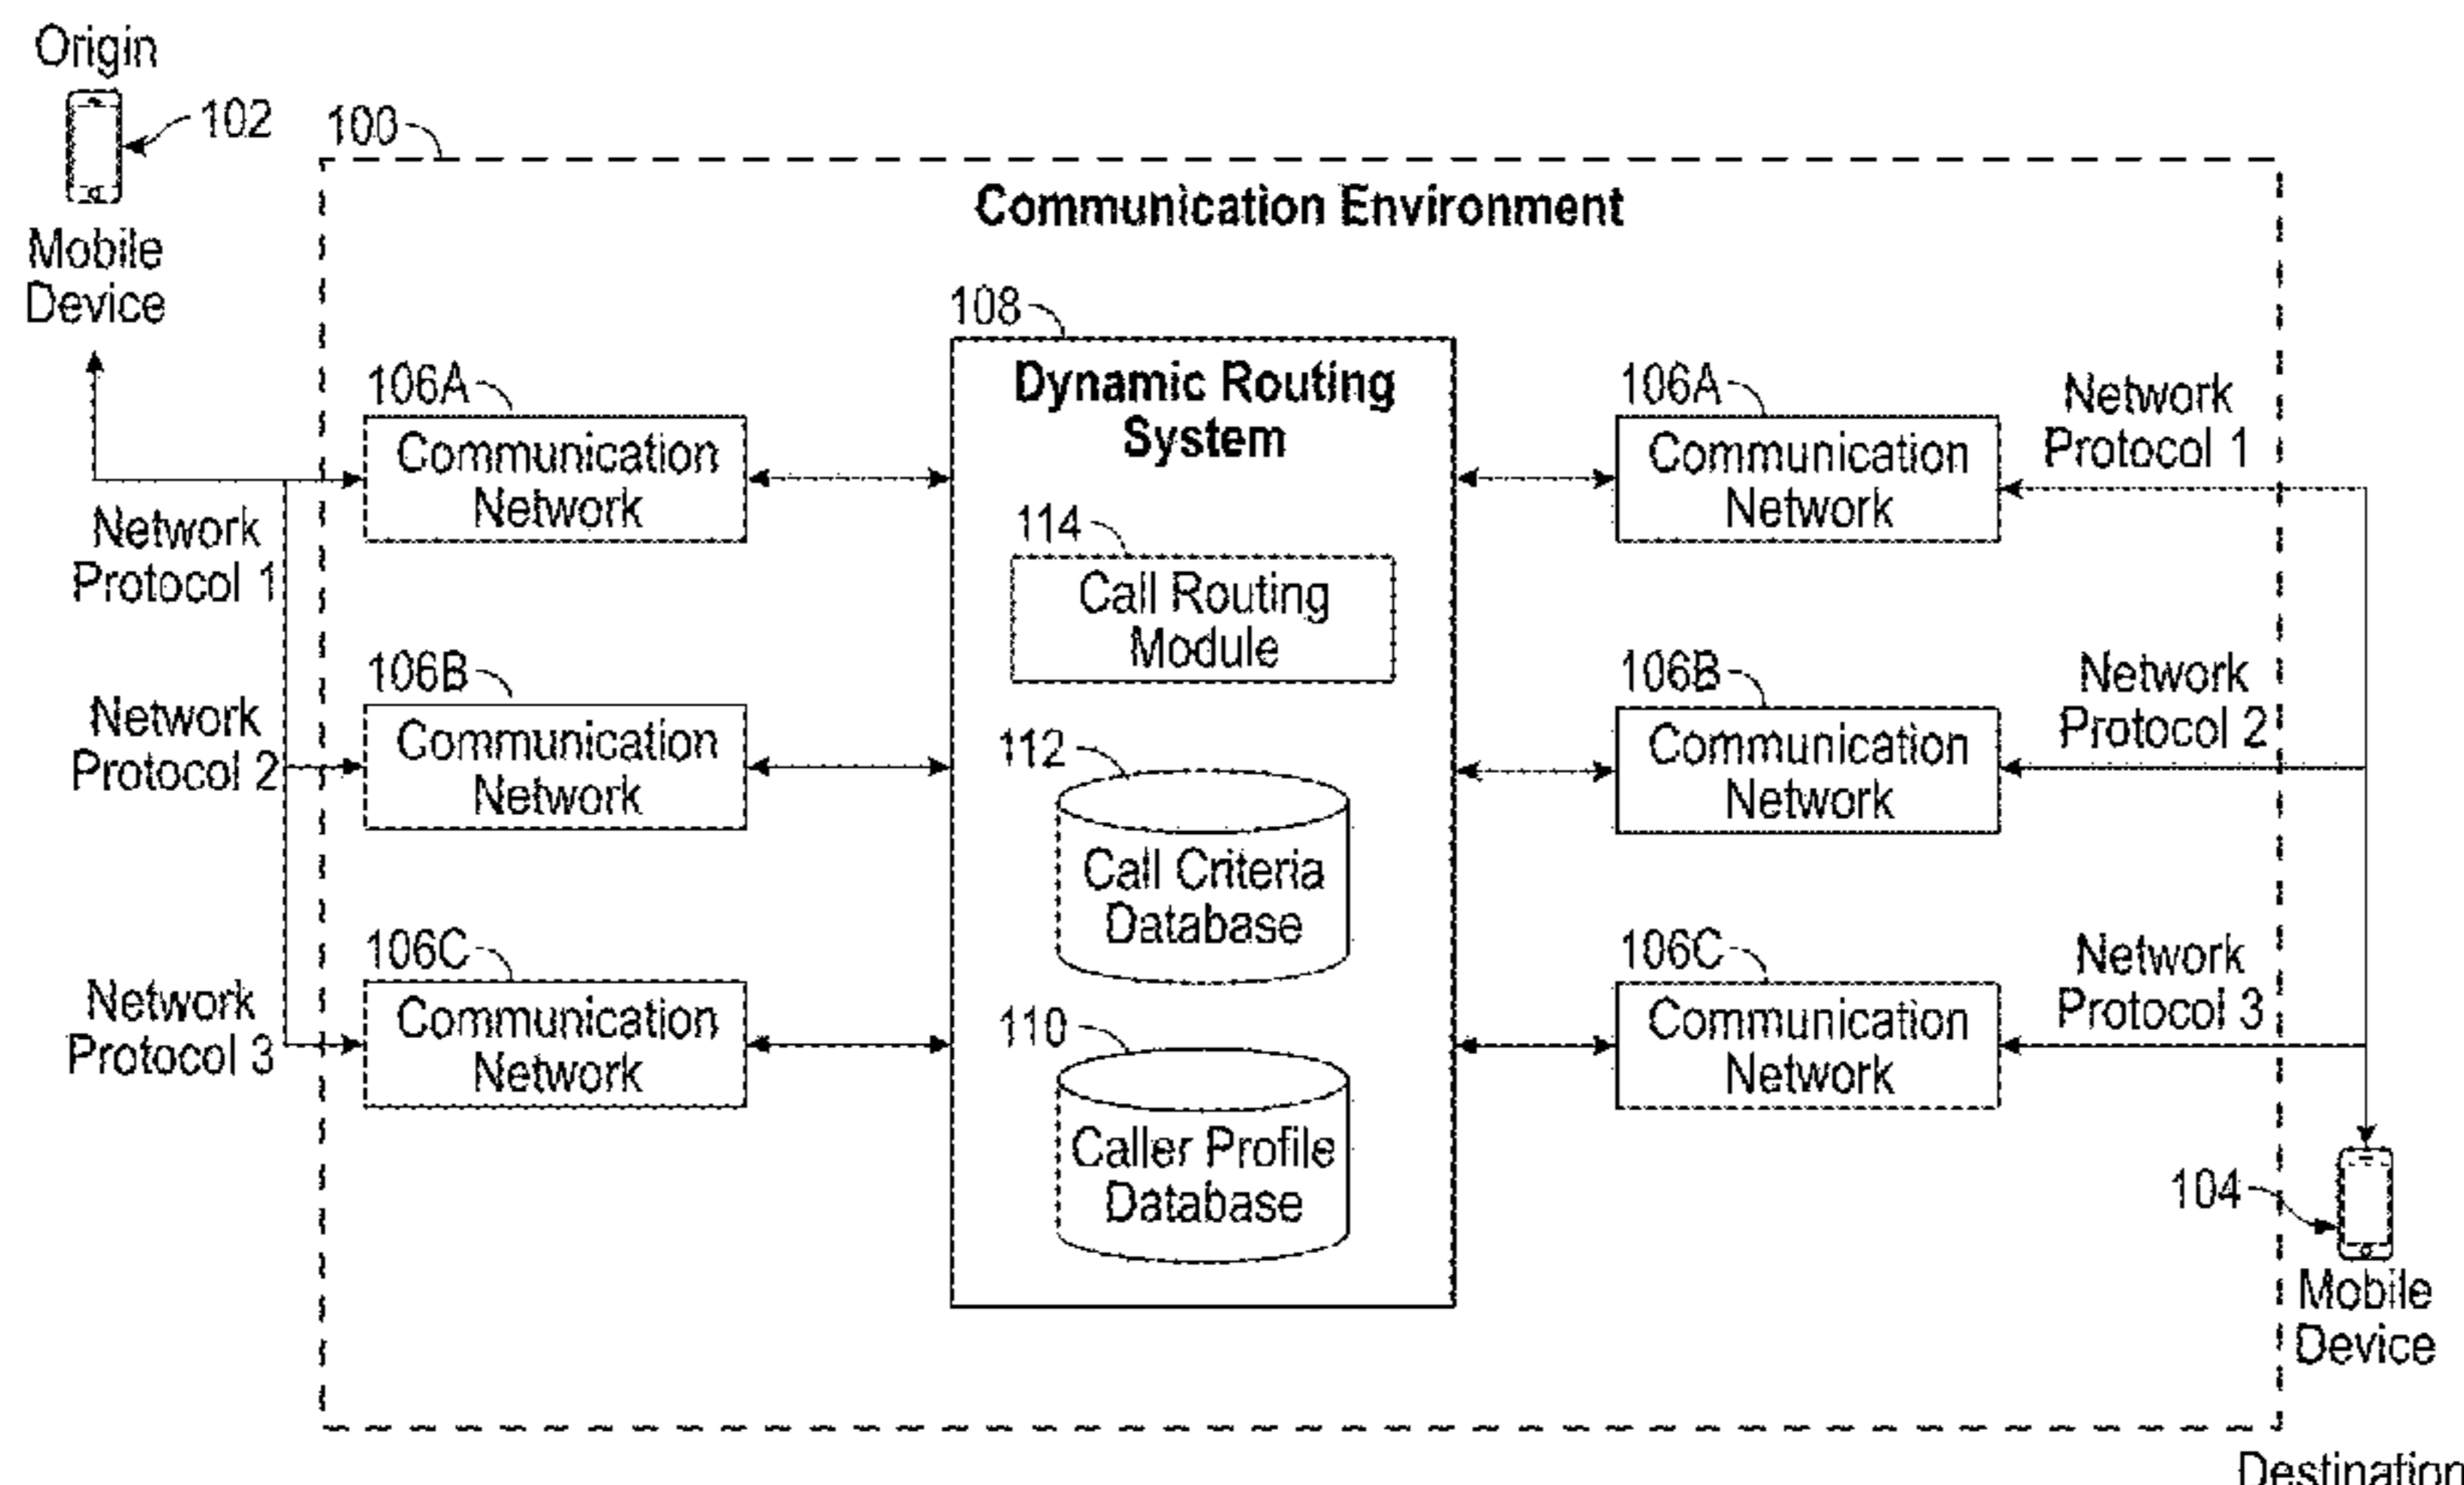 Origin
102
100
Mobile
Device
Communication Environment
108
Dynamic Routing
System
106A
Communication
Network
Network
Protocol 1
114
Call Routing
Module
106A
Communication
Network
Network
Protocol 1
106B
Communication
Network
Network
Protocol 2
112
Call Criteria
Database
106B
Communication
Network
Network
Protocol 2
106C
Communication
Network
Network
Protocol 3
110
Caller Profile
Database
106C
Communication
Network
Network
Protocol 3
104
Mobile
Device
Destination